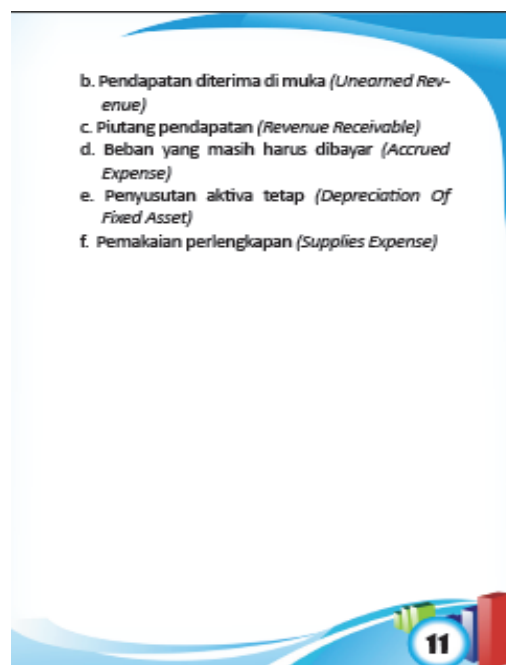 b. Pendapatan diterima di muka (Unearned Rev-
enue)
c. Piutang pendapatan (Revenue Receivable)
d. Beban yang masih harus dibayar (Accrued
Expense)
e. Penyusutan aktiva tetap (Depreciation Of
Fixed Asset)
f. Pemakaian perlengkapan (Supplies Expense)
11